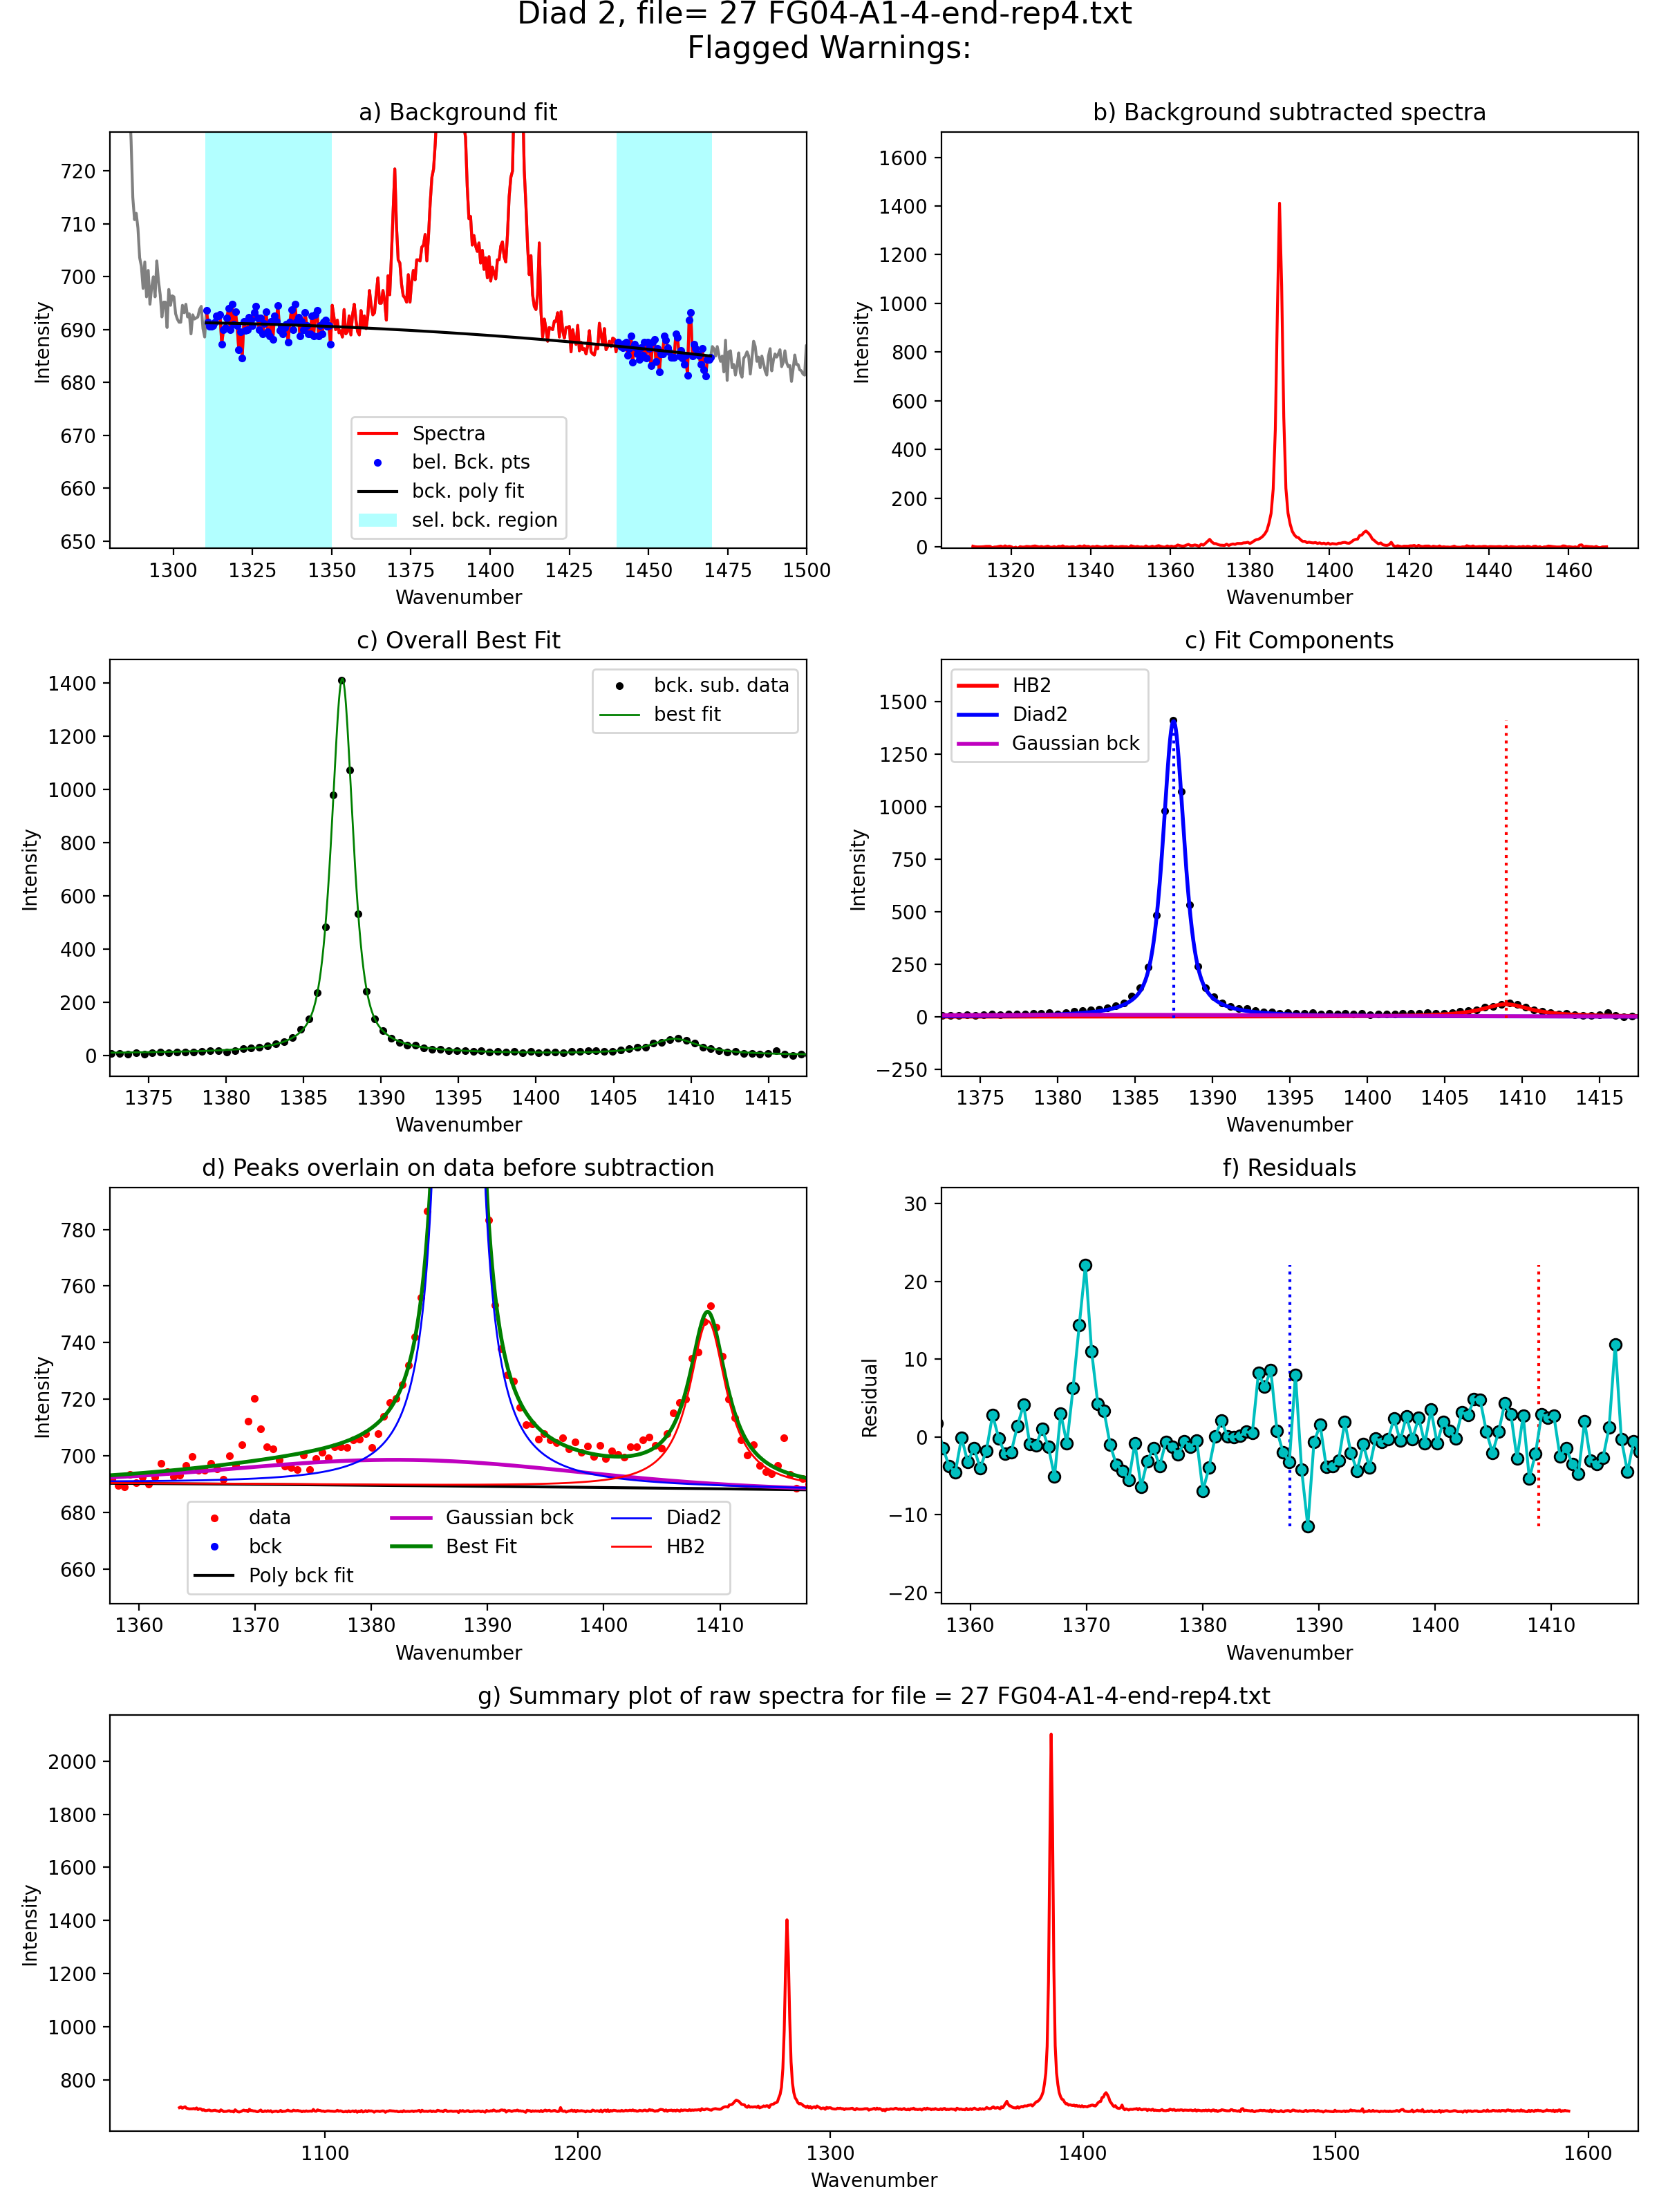 Diad 2, file= 27 FG04-A1-4-end-rep4.txt
Flagged Warnings:
a) Background fit
720
710
700
690
680
670
660
650
Intensity
Spectra
bel. Bck. pts
bck. poly fit
sel. bck. region
1300 1325 1350 1375 1400 1425 1450 1475 1500
Wavenumber
b) Background subtracted spectra
1600
1400
1200
1000
800
600
400
200
0
Intensity
1320 1340 1360 1380 1400 1420 1440 1460
Wavenumber
c) Overall Best Fit
1400
1200
1000
800
600
400
200
0
Intensity
bck. sub. data
best fit
1375 1380 1385 1390 1395 1400 1405 1410 1415
Wavenumber
c) Fit Components
1500
1250
1000
750
500
250
0
−250
Intensity
HB2
Diad2
Gaussian bck
1375 1380 1385 1390 1395 1400 1405 1410 1415
Wavenumber
d) Peaks overlain on data before subtraction
780
760
740
720
700
680
660
Intensity
data
bck
Poly bck fit
Gaussian bck
Best Fit
Diad2
HB2
1360 1370 1380 1390 1400 1410
Wavenumber
f) Residuals
30
20
10
0
−10
−20
Residual
1360 1370 1380 1390 1400 1410
Wavenumber
g) Summary plot of raw spectra for file = 27 FG04-A1-4-end-rep4.txt
2000
1800
1600
1400
1200
1000
800
Intensity
1100 1200 1300 1400 1500 1600
Wavenumber